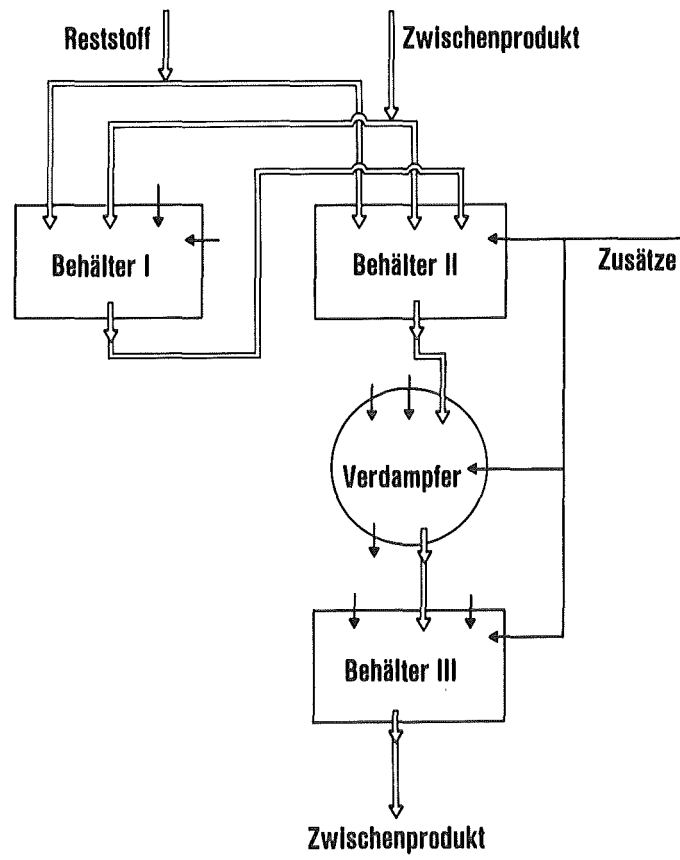 Reststoff
Zwischenprodukt
Behälter I
Behälter II
Zusätze
Verdampfer
Behälter III
Zwischenprodukt